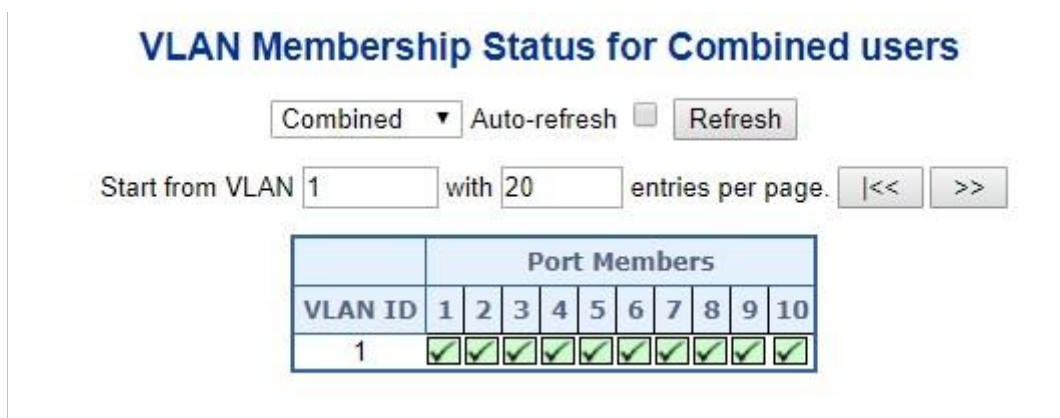 VLAN Membership Status for Combined users
Combined Auto-refresh Refresh
Start from VLAN 1 with 20 entries per page. |<< >>
Port Members
VLAN ID 1 2 3 4 5 6 7 8 9 10
1